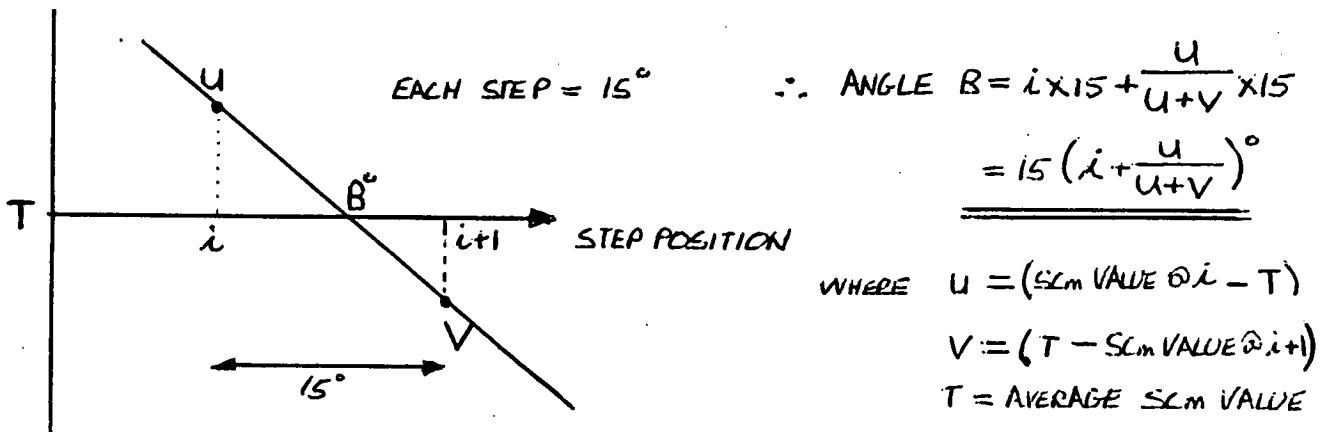 U
EACH STEP = 15°
∴ ANGLE B = i×15 + U/(U+V) ×15
= 15 (i + U/(U+V))°
B°
T
i
i+1
STEP POSITION
WHERE U = (SCM VALUE @ i - T)
V
V = (T - SCM VALUE @ i+1)
15°
T = AVERAGE SCM VALUE